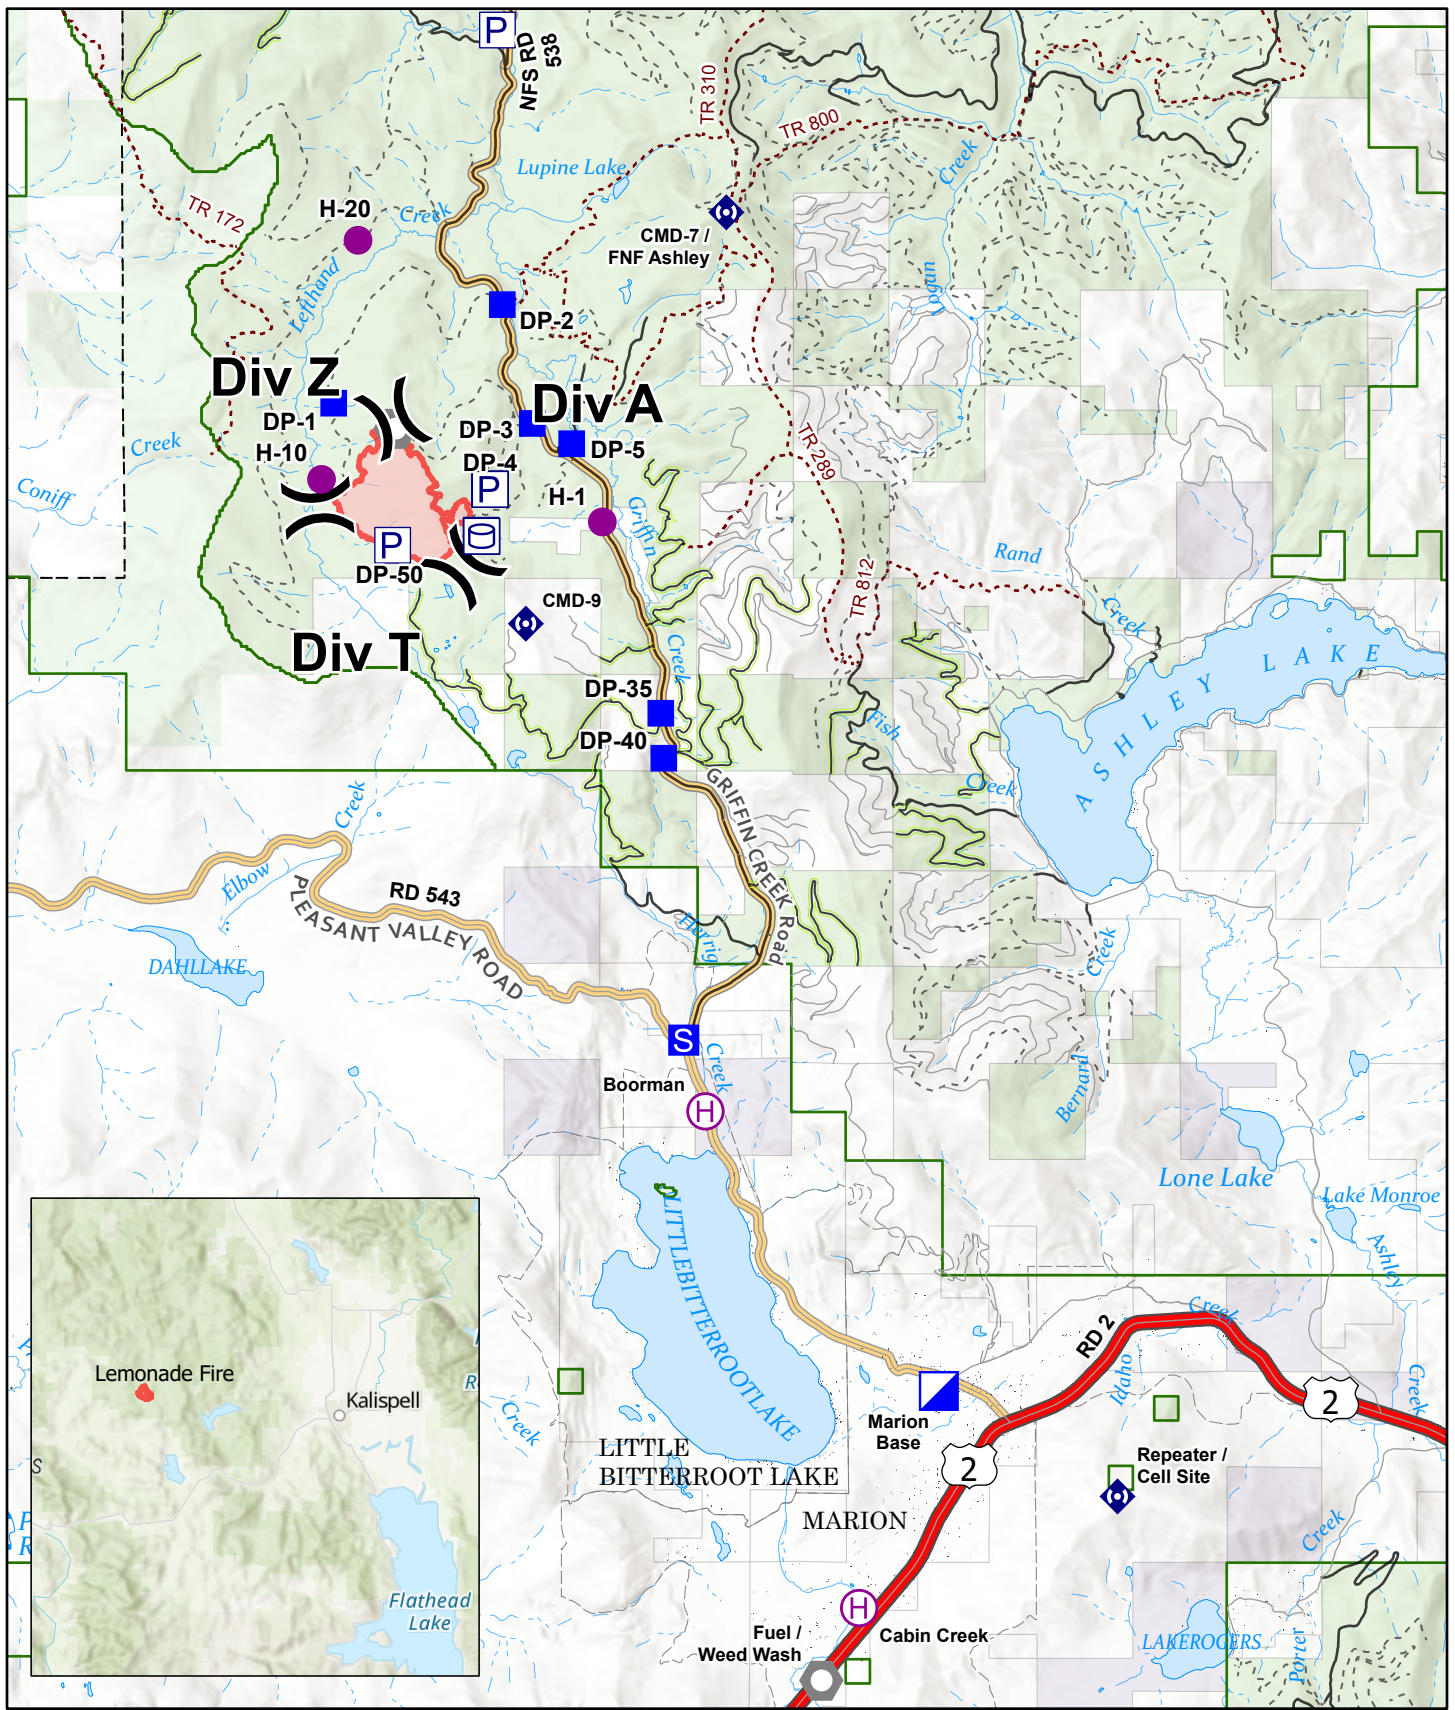 P
NFS RD
538
TR 310
TR 800
Lupine Lake
Creek
TR 172
H-20
Creek
CMD-7 /
FNF Ashley
Lefthand
Logan
DP-2
Div Z
Div A
DP-1
DP-3
DP-5
Creek
H-10
DP-4
TR 289
Coniff
P
H-1
Griffin
P
DP-50
Rand
TR 812
CMD-9
Creek
Div T
Creek
ASHLEY LAKE
DP-35
Fish
DP-40
Creek
GRIFFIN CREEK Road
Creek
Elbow
RD 543
PLEASANT VALLEY ROAD
Herrig
Creek
DAHLLAKE
S
Creek
Boorman
H
Bernard
Lone Lake
Lake Monroe
LITTLEBITTERROOTLAKE
Ashley
Creek
RD 2
Idaho
Creek
Lemonade Fire
Kalispell
R
S
Flathead
Lake
P
R
2
Creek
Marion
Base
LITTLE
BITTERROOT LAKE
2
Repeater /
Cell Site
MARION
Creek
H
Fuel /
Weed Wash
Cabin Creek
LAKEROGERS
Porter